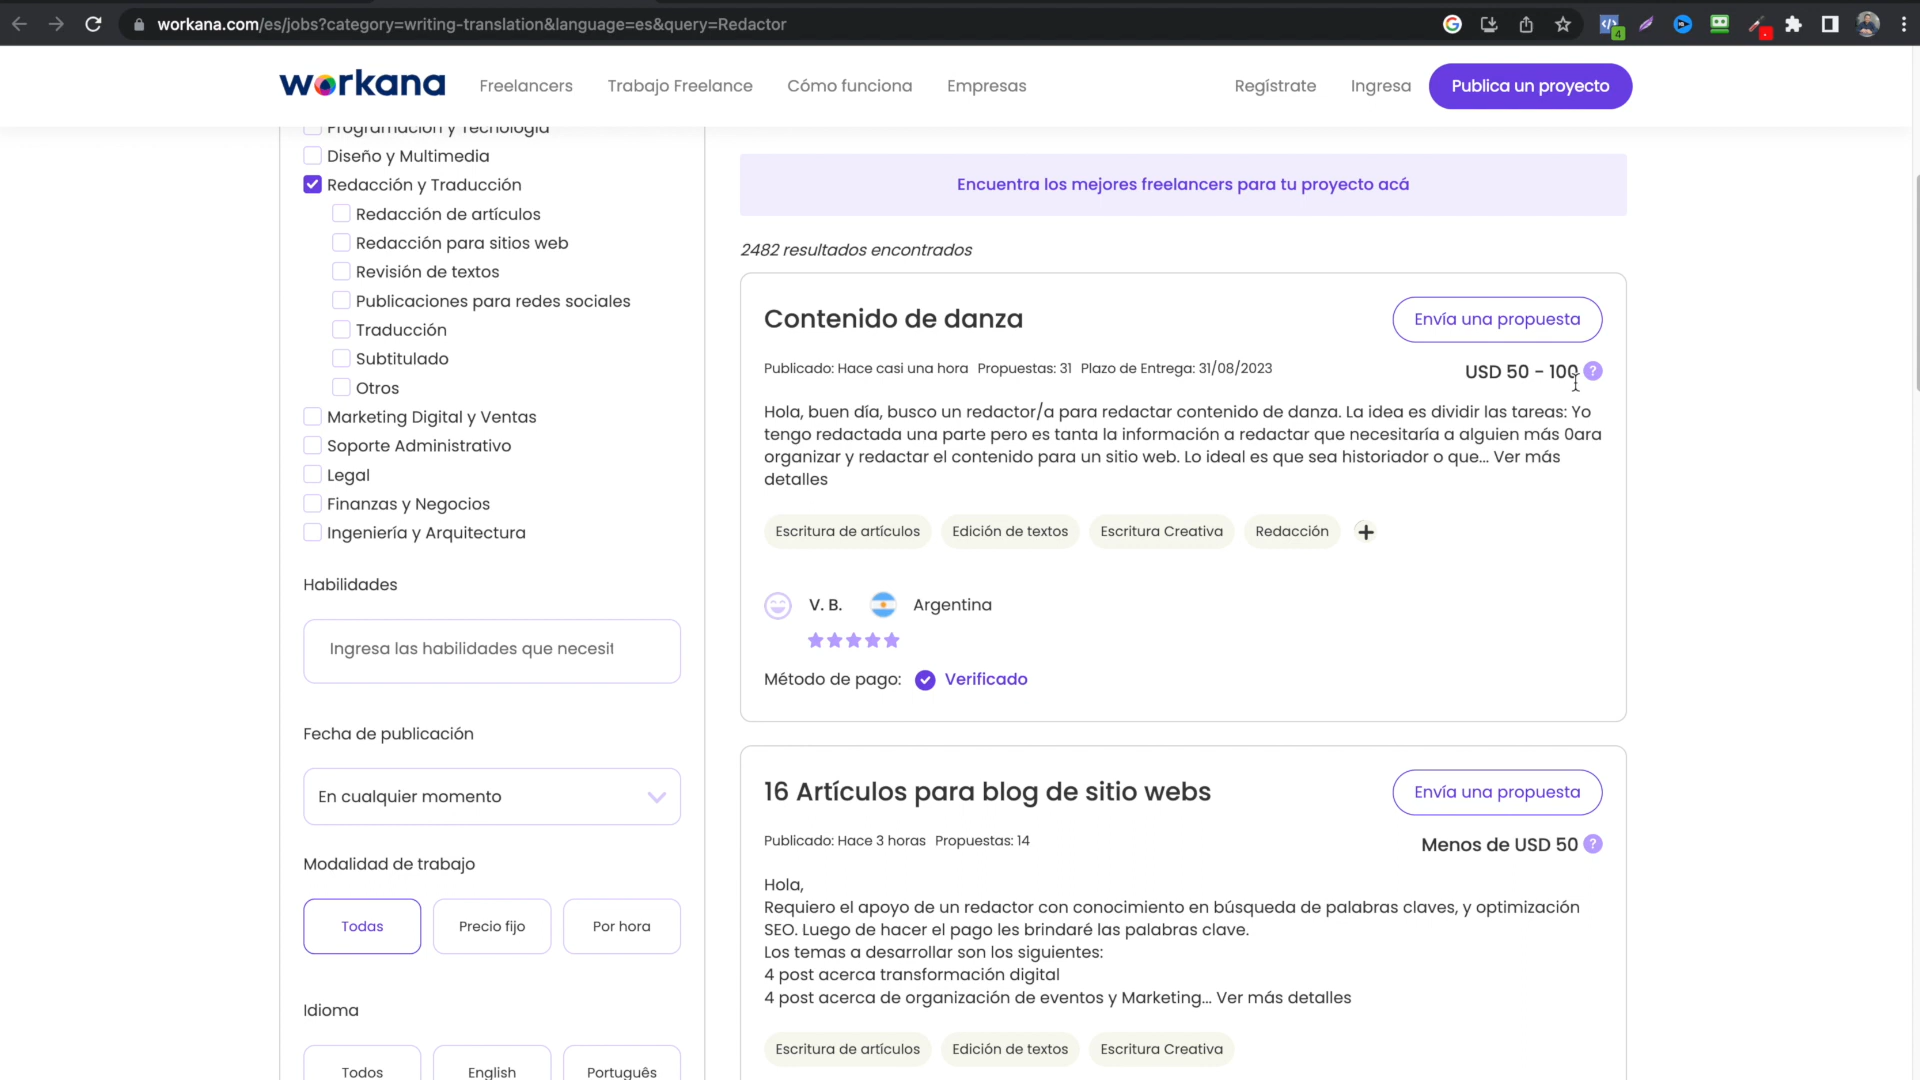 workana.com/es/jobs?category=writing-translation&language=es&query=Redactor
4
workana
Freelancers
Trabajo Freelance
Cómo funciona
Empresas
Regístrate
Ingresa
Publica un proyecto
Programación y Tecnología
Diseño y Multimedia
Redacción y Traducción
Redacción de artículos
Redacción para sitios web
Revisión de textos
Publicaciones para redes sociales
Traducción
Subtitulado
Otros
Marketing Digital y Ventas
Soporte Administrativo
Legal
Finanzas y Negocios
Ingeniería y Arquitectura
Habilidades
Ingresa las habilidades que necesit
Fecha de publicación
En cualquier momento
Modalidad de trabajo
Todas
Precio fijo
Por hora
Idioma
Todos
English
Português
Encuentra los mejores freelancers para tu proyecto acá
2482 resultados encontrados
Contenido de danza
Envía una propuesta
Publicado: Hace casi una hora Propuestas: 31 Plazo de Entrega: 31/08/2023
USD 50 - 100 ?
Hola, buen día, busco un redactor/a para redactar contenido de danza. La idea es dividir las tareas: Yo
tengo redactada una parte pero es tanta la información a redactar que necesitaría a alguien más 0ara
organizar y redactar el contenido para un sitio web. Lo ideal es que sea historiador o que... Ver más
detalles
Escritura de artículos
Edición de textos
Escritura Creativa
Redacción
+
V. B.
Argentina
Método de pago: Verificado
16 Artículos para blog de sitio webs
Envía una propuesta
Publicado: Hace 3 horas Propuestas: 14
Menos de USD 50 ?
Hola,
Requiero el apoyo de un redactor con conocimiento en búsqueda de palabras claves, y optimización
SEO. Luego de hacer el pago les brindaré las palabras clave.
Los temas a desarrollar son los siguientes:
4 post acerca transformación digital
4 post acerca de organización de eventos y Marketing... Ver más detalles
Escritura de artículos
Edición de textos
Escritura Creativa